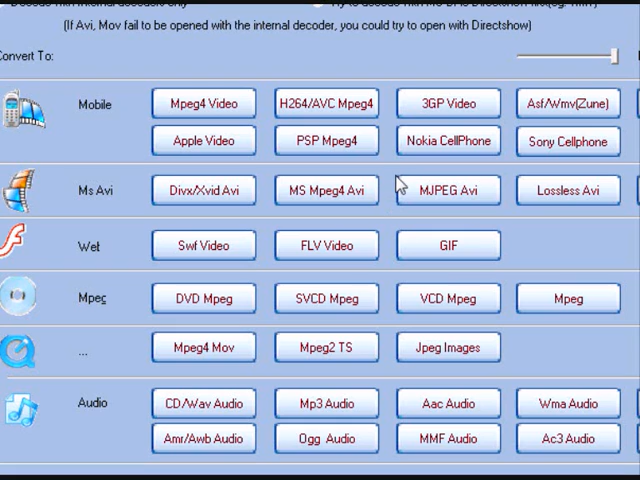 (If Avi, Mov fail to be opened with the internal decoder, you could try to open with Directshow)
Convert To:
Mobile
Mpeg4 Video
H264/AVC Mpeg4
3GP Video
Asf/Wmv(Zune)
Apple Video
PSP Mpeg4
Nokia CellPhone
Sony Cellphone
Ms Avi
Divx/Xvid Avi
MS Mpeg4 Avi
MJPEG Avi
Lossless Avi
Web
Swf Video
FLV Video
GIF
Mpeg
DVD Mpeg
SVCD Mpeg
VCD Mpeg
Mpeg
...
Mpeg4 Mov
Mpeg2 TS
Jpeg Images
Audio
CD/Wav Audio
Mp3 Audio
Aac Audio
Wma Audio
Amr/Awb Audio
Ogg Audio
MMF Audio
Ac3 Audio